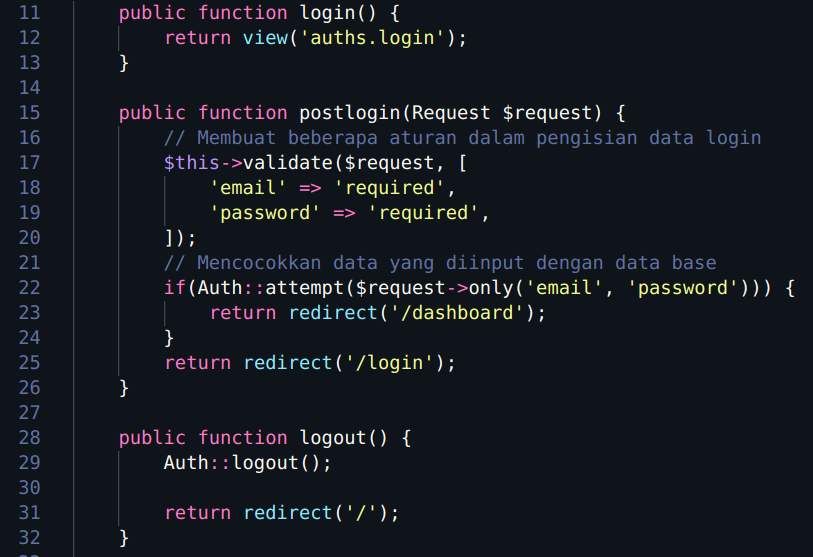 11 public function login() {
12 return view('auths.login');
13 }
14
15 public function postlogin(Request $request) {
16 // Membuat beberapa aturan dalam pengisian data login
17 $this->validate($request, [
18 'email' => 'required',
19 'password' => 'required',
20 ]);
21 // Mencocokkan data yang diinput dengan data base
22 if(Auth::attempt($request->only('email', 'password'))) {
23 return redirect('/dashboard');
24 }
25 return redirect('/login');
26 }
27
28 public function logout() {
29 Auth::logout();
30
31 return redirect('/');
32 }